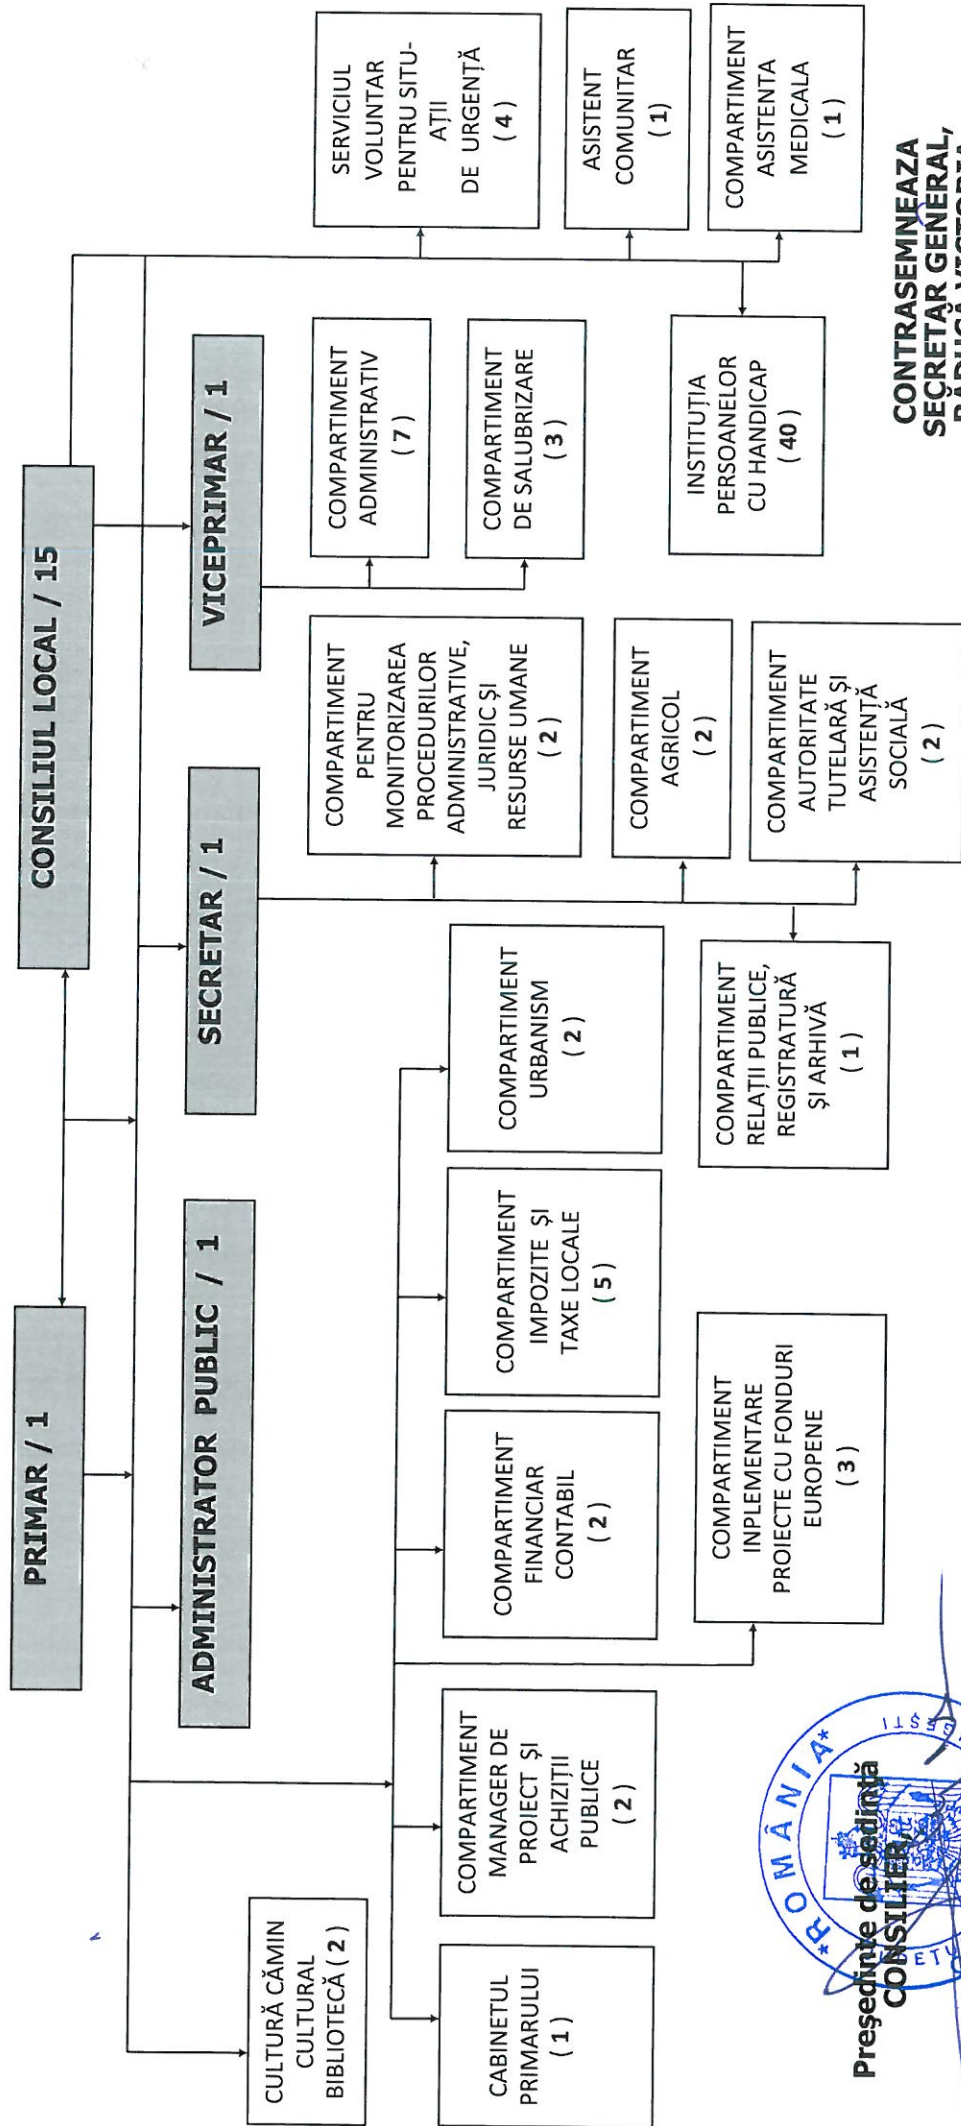 PRIMAR / 1
CONSILIUL LOCAL / 15
ADMINISTRATOR PUBLIC / 1
SECRETAR / 1
VICEPRIMAR / 1
CULTURĂ CĂMIN
CULTURAL
BIBLIOTECĂ ( 2 )
CABINETUL
PRIMARULUI
( 1 )
COMPARTIMENT
MANAGER DE
PROIECT ȘI
ACHIZIȚII
PUBLICE
( 2 )
COMPARTIMENT
FINANCIAR
CONTABIL
( 2 )
COMPARTIMENT
IMPOZITE ȘI
TAXE LOCALE
( 5 )
COMPARTIMENT
URBANISM
( 2 )
COMPARTIMENT
INPLEMENTARE
PROIECTE CU FONDURI
EUROPENE
( 3 )
COMPARTIMENT
PENTRU
MONITORIZAREA
PROCEDURILOR
ADMINISTRATIVE,
JURIDIC ȘI
RESURSE UMANE
( 2 )
COMPARTIMENT
AGRICOL
( 2 )
COMPARTIMENT
AUTORITATE
TUTELARĂ ȘI
ASISTENȚĂ
SOCIALĂ
( 2 )
COMPARTIMENT
RELAȚII PUBLICE,
REGISTRATURĂ
ȘI ARHIVĂ
( 1 )
COMPARTIMENT
ADMINISTRATIV
( 7 )
COMPARTIMENT
DE SALUBRIZARE
( 3 )
SERVICIUL
VOLUNTAR
PENTRU SITU-
AȚII
DE URGENȚĂ
( 4 )
ASISTENT
COMUNITAR
( 1 )
COMPARTIMENT
ASISTENTA
MEDICALA
( 1 )
INSTITUȚIA
PERSOANELOR
CU HANDICAP
( 40 )
Președinte de ședință
CONSILIER,
*ROMÂNIA*
CONTRASEMNEAZA
SECRETAR GENERAL,